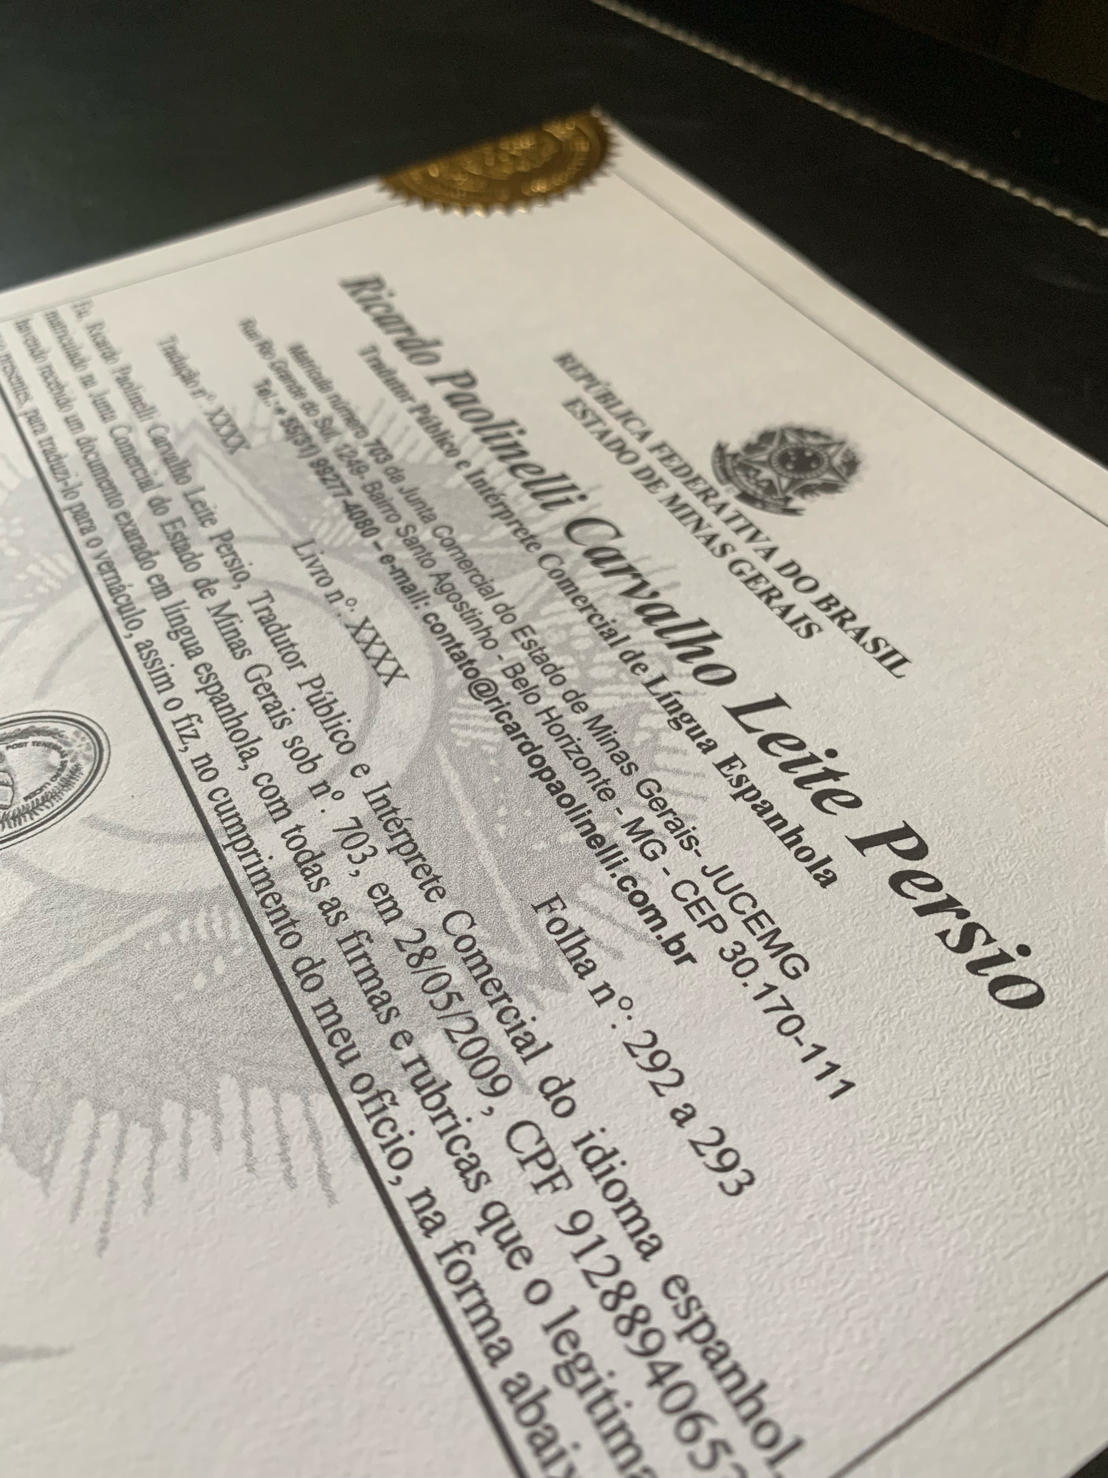 REPÚBLICA FEDERATIVA DO BRASIL
ESTADO DE MINAS GERAIS
Ricardo Paolinelli Carvalho Leite Persio
Tradutor Público e Intérprete Comercial de Língua Espanhola
Matrícula número 703 da Junta Comercial do Estado de Minas Gerais- JUCEMG
Rua Rio Grande do Sul, 1249- Bairro Santo Agostinho - Belo Horizonte - MG - CEP 30.170-111
Tel.: +55(31) 99277-4080 – e-mail: contato@ricardopaolinelli.com.br
Tradução nº: XXXX Livro nº: XXXX Folha nº: 292 a 293
Eu, Ricardo Paolinelli Carvalho Leite Persio, Tradutor Público e Intérprete Comercial do idioma espanhol,
matriculado na Junta Comercial do Estado de Minas Gerais sob nº. 703, em 28/05/2009, CPF 9128894065
havendo recebido um documento exarado em língua espanhola, com todas as firmas e rubricas que o legitima
presentes, para traduzi-lo para o vernáculo, assim o fiz, no cumprimento do meu ofício, na forma abaix